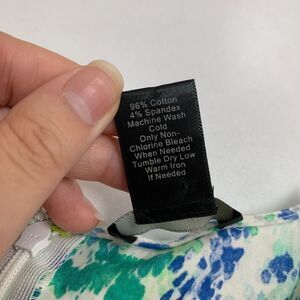 96% Cotton
4% Spandex
Machine Wash
Cold
Only Non-
Chlorine Bleach
When Needed
Tumble Dry Low
Warm Iron
If Needed